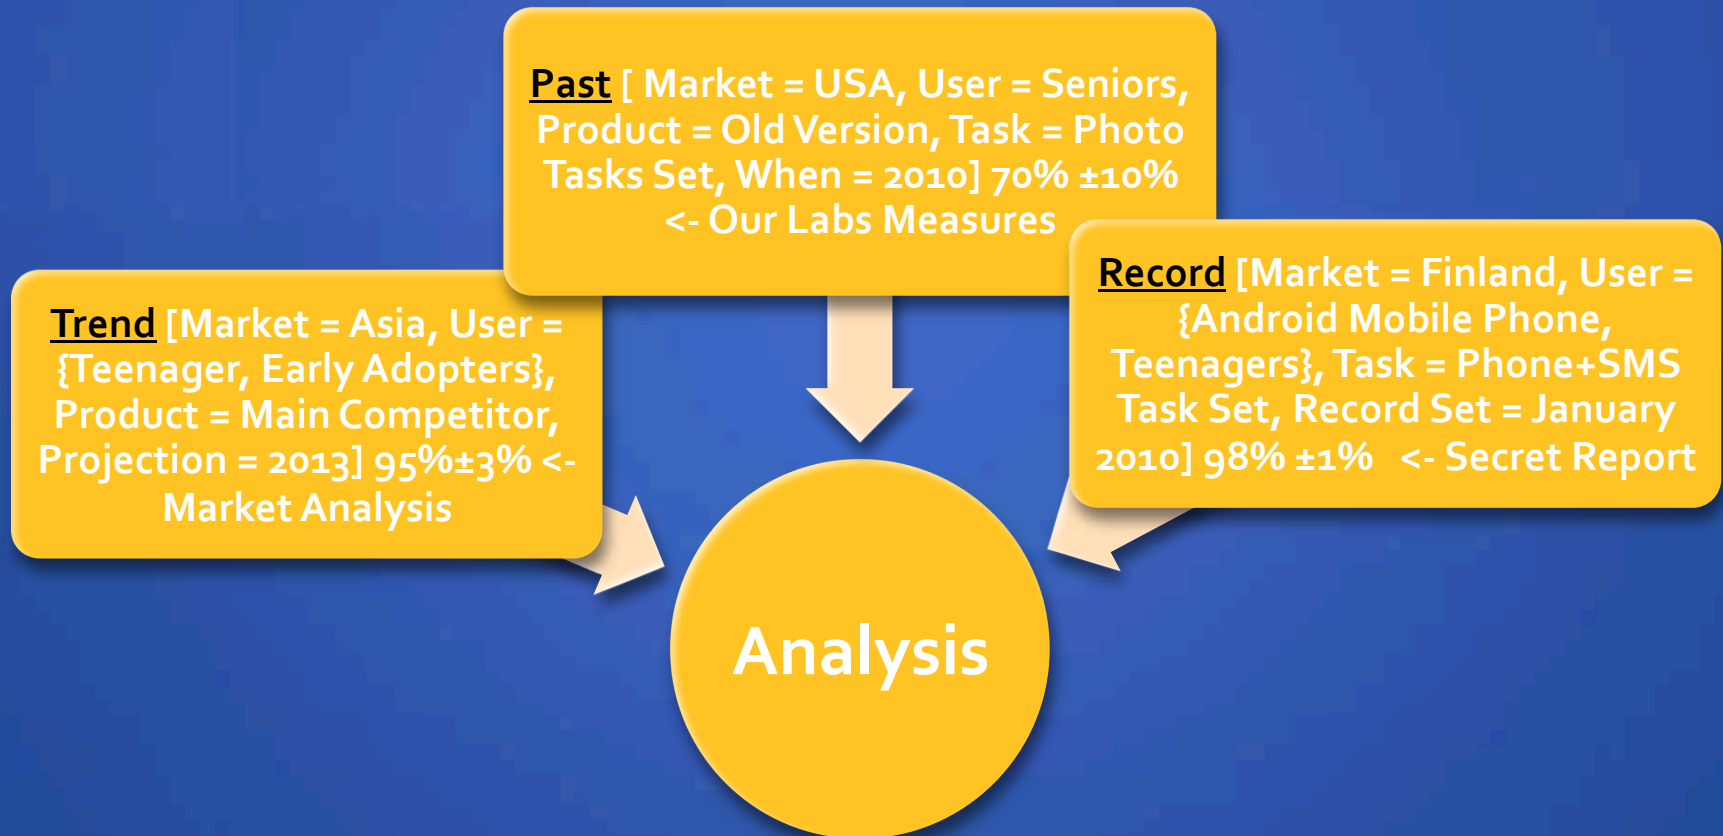 Past [ Market = USA, User = Seniors,
Product = Old Version, Task = Photo
Tasks Set, When = 2010] 70% ±10%
<- Our Labs Measures
Trend [Market = Asia, User =
{Teenager, Early Adopters},
Product = Main Competitor,
Projection = 2013] 95%±3% <-
Market Analysis
Record [Market = Finland, User =
{Android Mobile Phone,
Teenagers}, Task = Phone+SMS
Task Set, Record Set = January
2010] 98% ±1% <- Secret Report
Analysis